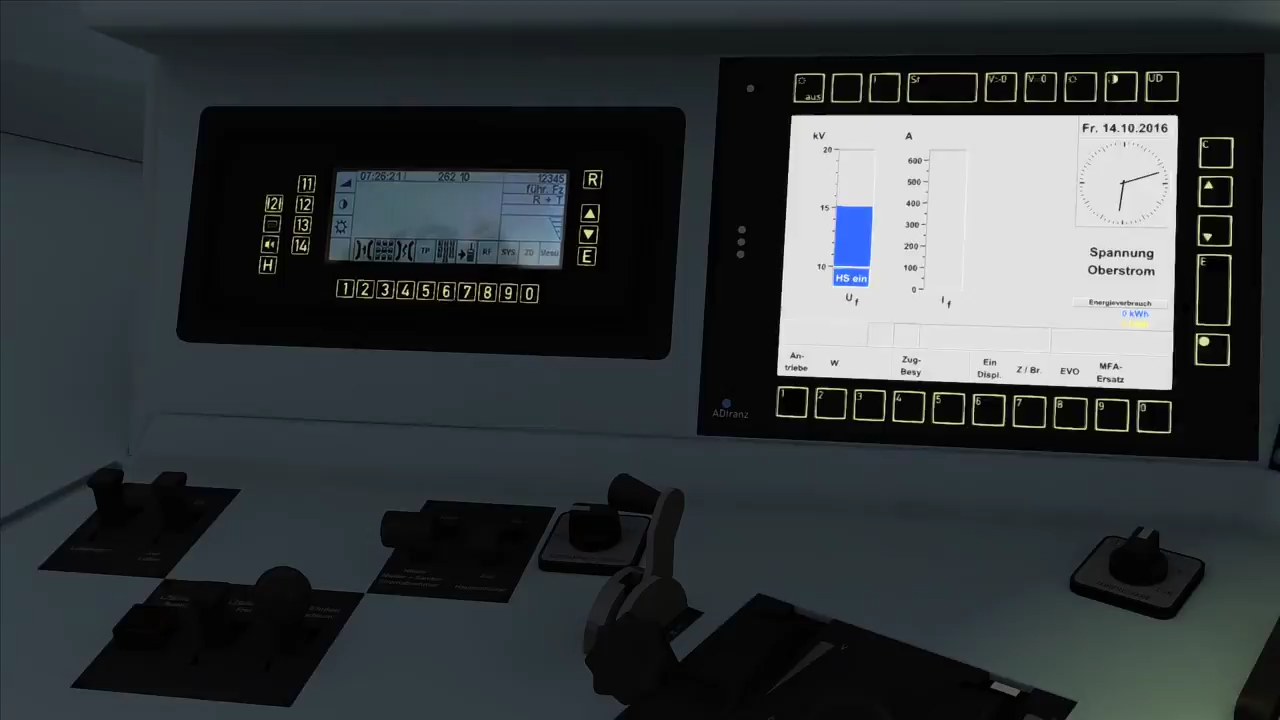 11
12
13
14
[2]
H
07:26:21
262 10
12345
führ. Fz
R + T
TP
RF
SYS
ZD
Menü
R
E
1 2 3 4 5 6 7 8 9 0
aus
I
Sr
V>0
V=0
UD
kV
20
15
10
HS ein
U f
A
600
500
400
300
200
100
0
I f
Fr. 14.10.2016
Spannung
Oberstrom
Energieverbrauch
0 kWh
An-
triebe
W
Zug-
Besy
Ein
Displ.
Z / Br.
EVO
MFA-
Ersatz
C
E
ADtranz
1 2 3 4 5 6 7 8 9 0